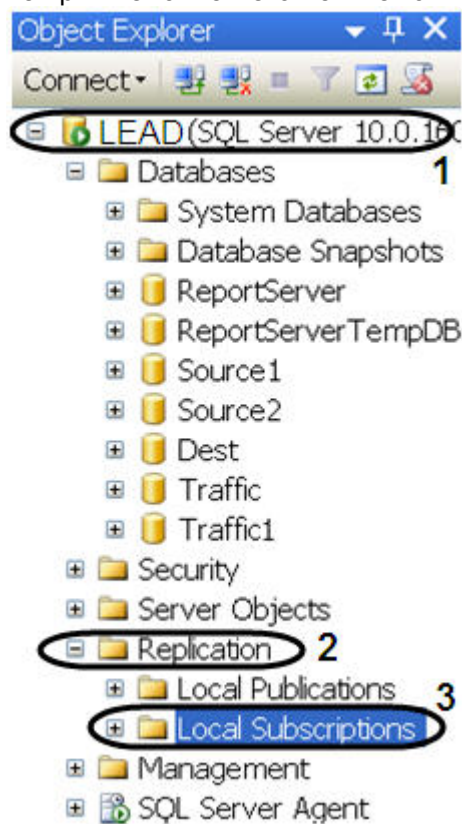 Object Explorer
Connect
LEAD (SQL Server 10.0.160
1
Databases
System Databases
Database Snapshots
ReportServer
ReportServerTempDB
Source1
Source2
Dest
Traffic
Traffic1
Security
Server Objects
Replication 2
Local Publications
3
Local Subscriptions
Management
SQL Server Agent